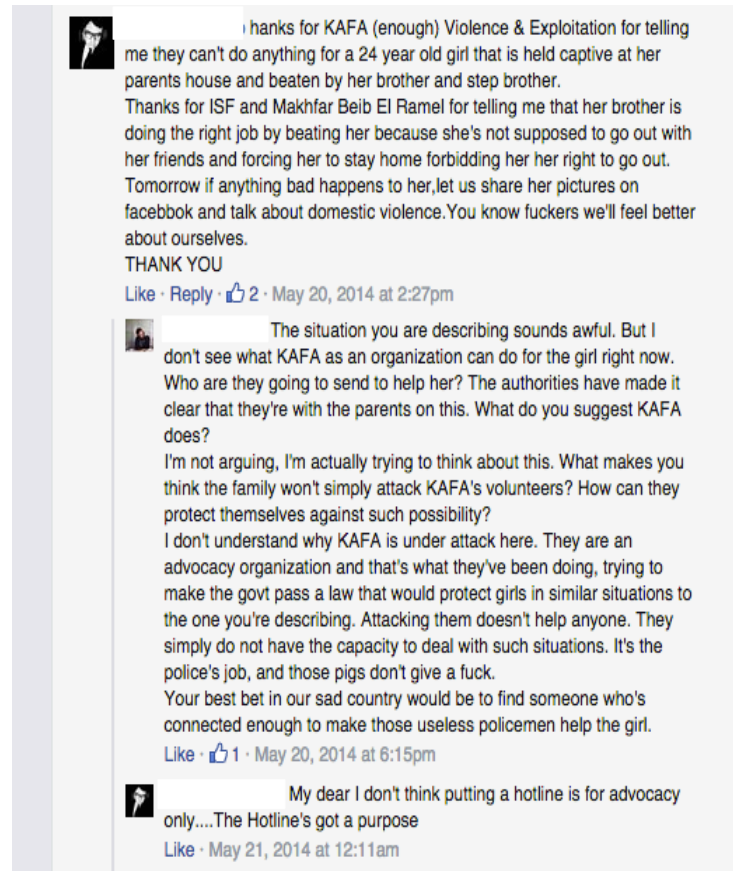 hanks for KAFA (enough) Violence & Exploitation for telling
me they can't do anything for a 24 year old girl that is held captive at her
parents house and beaten by her brother and step brother.
Thanks for ISF and Makhfar Beib El Ramel for telling me that her brother is
doing the right job by beating her because she's not supposed to go out with
her friends and forcing her to stay home forbidding her her right to go out.
Tomorrow if anything bad happens to her,let us share her pictures on
facebbok and talk about domestic violence.You know fuckers we'll feel better
about ourselves.
THANK YOU
Like · Reply · 2 · May 20, 2014 at 2:27pm
The situation you are describing sounds awful. But I
don't see what KAFA as an organization can do for the girl right now.
Who are they going to send to help her? The authorities have made it
clear that they're with the parents on this. What do you suggest KAFA
does?
I'm not arguing, I'm actually trying to think about this. What makes you
think the family won't simply attack KAFA's volunteers? How can they
protect themselves against such possibility?
I don't understand why KAFA is under attack here. They are an
advocacy organization and that's what they've been doing, trying to
make the govt pass a law that would protect girls in similar situations to
the one you're describing. Attacking them doesn't help anyone. They
simply do not have the capacity to deal with such situations. It's the
police's job, and those pigs don't give a fuck.
Your best bet in our sad country would be to find someone who's
connected enough to make those useless policemen help the girl.
Like · 1 · May 20, 2014 at 6:15pm
My dear I don't think putting a hotline is for advocacy
only....The Hotline's got a purpose
Like · May 21, 2014 at 12:11am